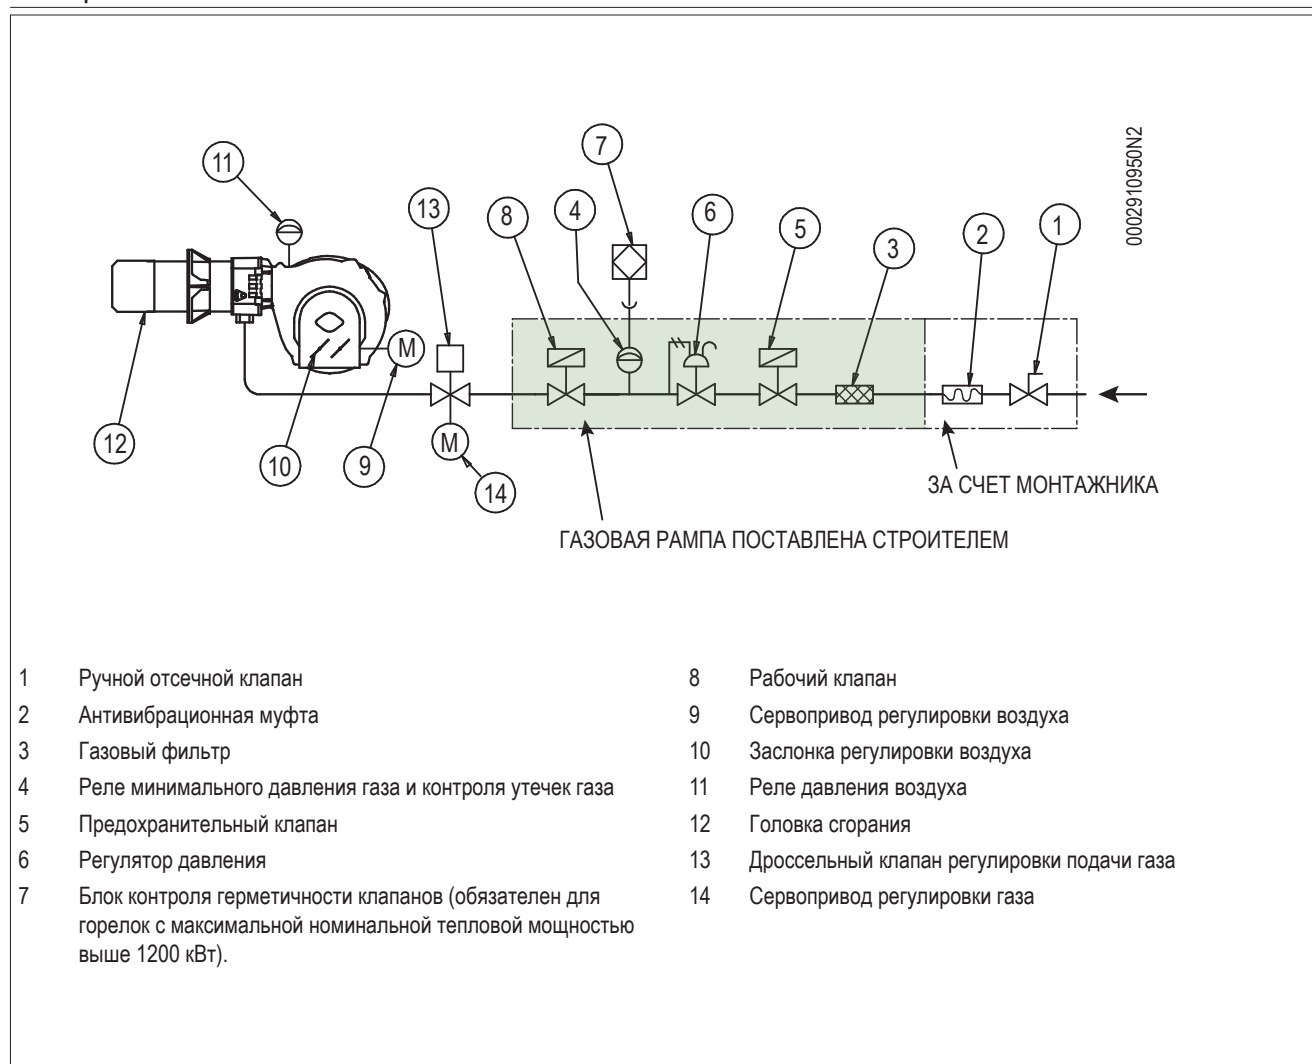 0002910950N2
11
7
13
8
4
6
5
3
2
1
M
12
10
9
M
14
ЗА СЧЕТ МОНТАЖНИКА
ГАЗОВАЯ РАМПА ПОСТАВЛЕНА СТРОИТЕЛЕМ
1 Ручной отсечной клапан
2 Антивибрационная муфта
3 Газовый фильтр
4 Реле минимального давления газа и контроля утечек газа
5 Предохранительный клапан
6 Регулятор давления
7 Блок контроля герметичности клапанов (обязателен для
горелок с максимальной номинальной тепловой мощностью
выше 1200 кВт).
8 Рабочий клапан
9 Сервопривод регулировки воздуха
10 Заслонка регулировки воздуха
11 Реле давления воздуха
12 Головка сгорания
13 Дроссельный клапан регулировки подачи газа
14 Сервопривод регулировки газа